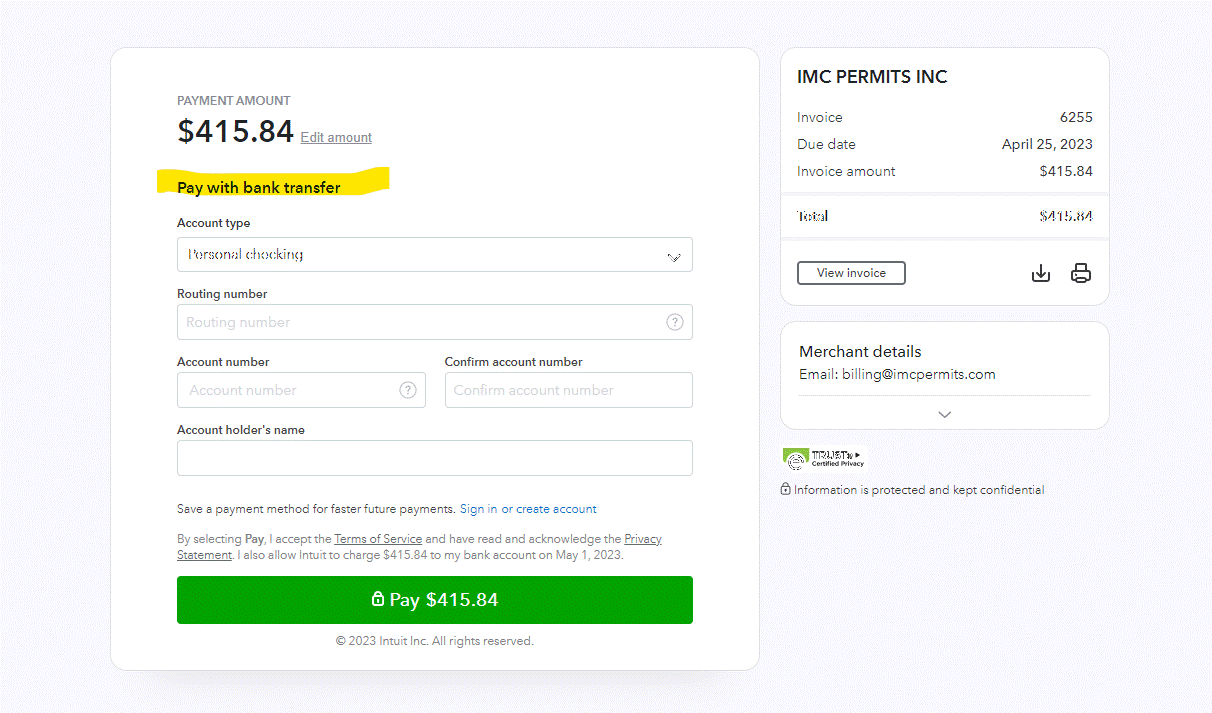 PAYMENT AMOUNT
$415.84 Edit amount
Pay with bank transfer
Account type
Personal checking
Routing number
Routing number
?
Account number Confirm account number
Account number ? Confirm account number
Account holder's name
Save a payment method for faster future payments. Sign in or create account
By selecting Pay, I accept the Terms of Service and have read and acknowledge the Privacy
Statement. I also allow Intuit to charge $415.84 to my bank account on May 1, 2023.
Pay $415.84
© 2023 Intuit Inc. All rights reserved.
IMC PERMITS INC
Invoice 6255
Due date April 25, 2023
Invoice amount $415.84
Total $415.84
View invoice
Merchant details
Email: billing@imcpermits.com
TRUSTe
Certified Privacy
Information is protected and kept confidential